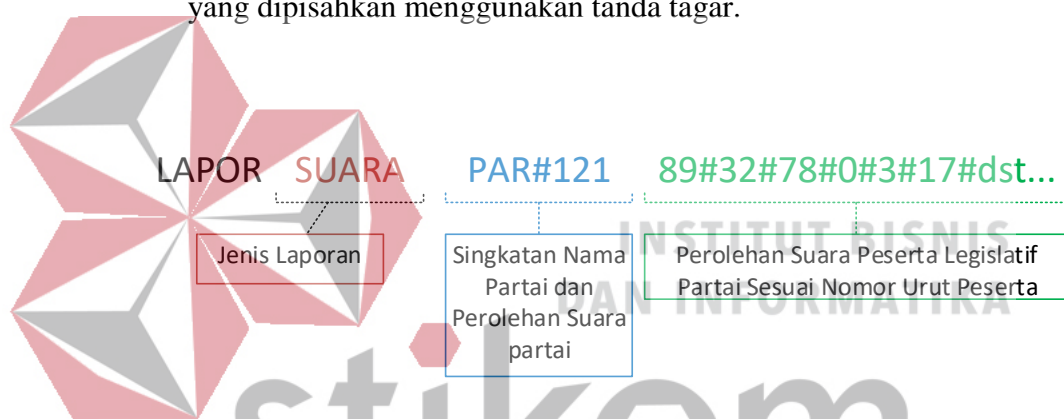 yang dipisahkan menggunakan tanda tagar.
LAPOR SUARA PAR#121 89#32#78#0#3#17#dst...
Jenis Laporan
Singkatan Nama
Partai dan
Perolehan Suara
partai
Perolehan Suara Peserta Legislatif
Partai Sesuai Nomor Urut Peserta
INSTITUT BISNIS
DAN INFORMATIKA
stikom